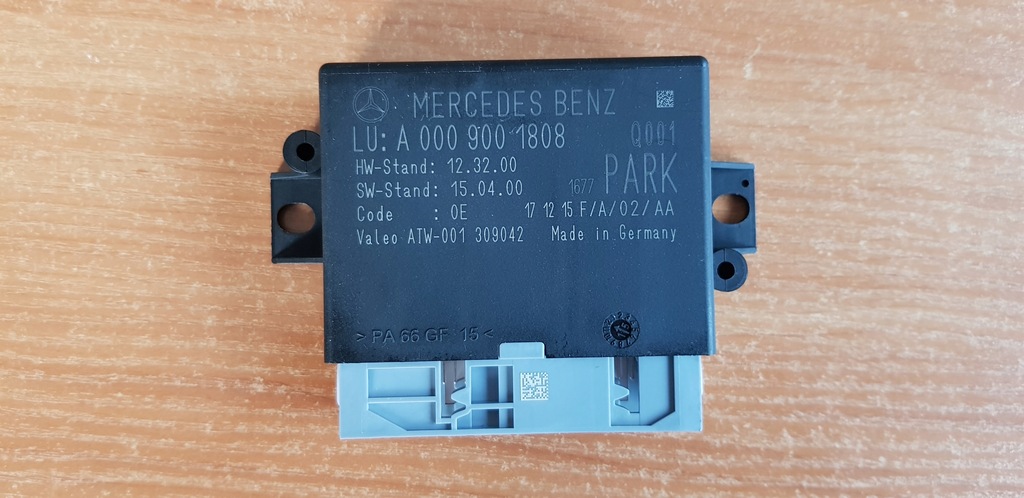 MERCEDES BENZ
LU: A 000 900 1808 Q001
HW-Stand: 12.32.00
SW-Stand: 15.04.00 1677 PARK
Code : 0E 17 12 15 F/A/02/AA
Valeo ATW-001 309042 Made in Germany
> PA 66 GF 15 <